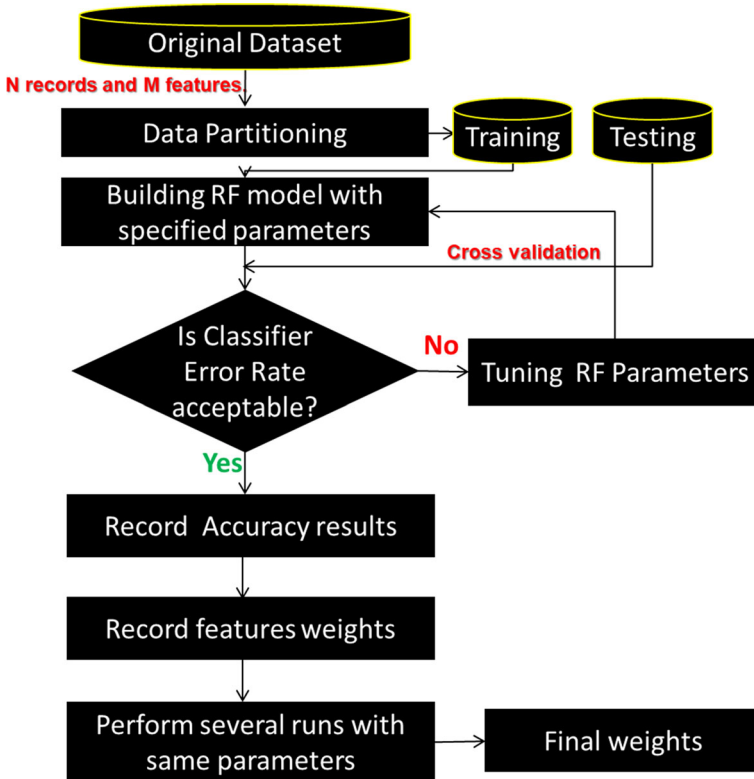 Original Dataset
N records and M features.
Data Partitioning
Training
Testing
Building RF model with
specified parameters
Cross validation
Is Classifier
Error Rate
acceptable?
No
Tuning RF Parameters
Yes
Record Accuracy results
Record features weights
Perform several runs with
same parameters
Final weights